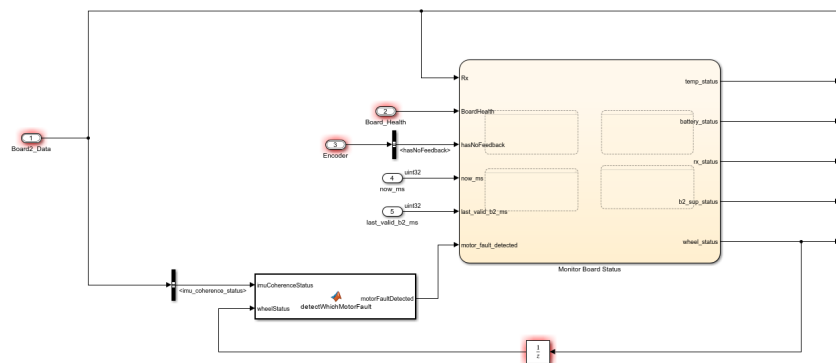 1
Board2_Data
2
Board_Health
3
Encoder
<hasNoFeedback>
4
uint32
now_ms
5
uint32
last_valid_b2_ms
Rx
BoardHealth
hasNoFeedback
now_ms
last_valid_b2_ms
motor_fault_detected
temp_status
battery_status
rx_status
b2_sup_status
wheel_status
Monitor Board Status
<imu_coherence_status>
imuCoherenceStatus
wheelStatus
motorFaultDetected
detectWhichMotorFault
1
z